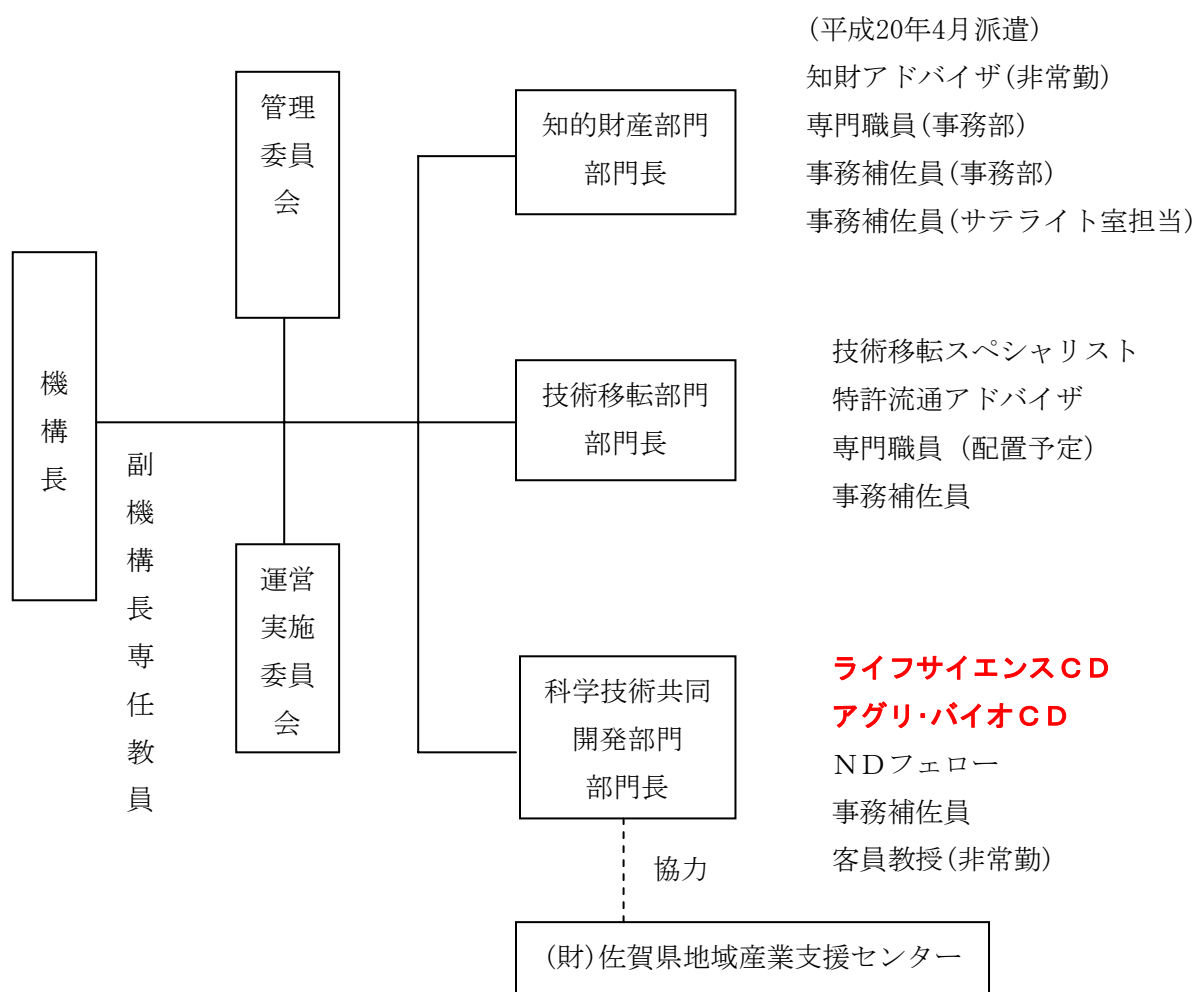 機構長
副機構長専任教員
管理
委員
会
運営
実施
委員
会
知的財産部門
部門長
(平成20年4月派遣)
知財アドバイザ(非常勤)
専門職員(事務部)
事務補佐員(事務部)
事務補佐員(サテライト室担当)
技術移転部門
部門長
技術移転スペシャリスト
特許流通アドバイザ
専門職員 (配置予定)
事務補佐員
科学技術共同
開発部門
部門長
ライフサイエンスCD
アグリ・バイオCD
NDフェロー
事務補佐員
客員教授(非常勤)
協力
(財)佐賀県地域産業支援センター